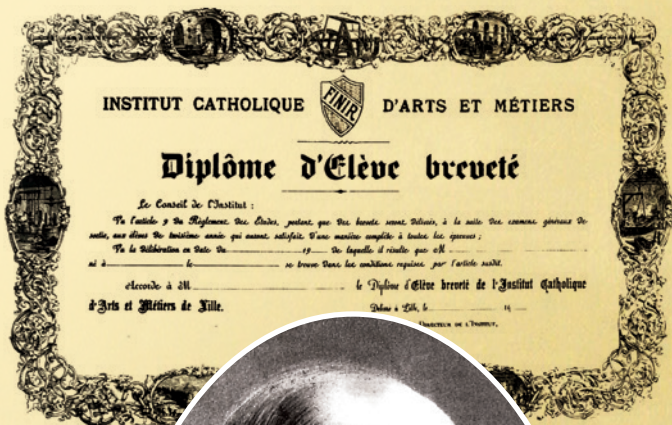 INSTITUT CATHOLIQUE FINIR D'ARTS ET MÉTIERS
Diplôme d'Elève breveté
Le Conseil de l'Institut :
Vu l'article 9 du Règlement des Études, portant que des brevets seront délivrés, à la suite des examens généraux de
sortie, aux élèves de troisième année qui auront satisfait d'une manière complète à toutes les épreuves ;
Vu la délibération en date du 19 de laquelle il résulte que M
né à le se trouve dans les conditions requises par l'article susdit.
Accorde à M le Diplôme d'Elève breveté de l'Institut Catholique
d'Arts et Métiers de Lille.
Délivré à Lille, le 19
DIRECTEUR DE L'INSTITUT,